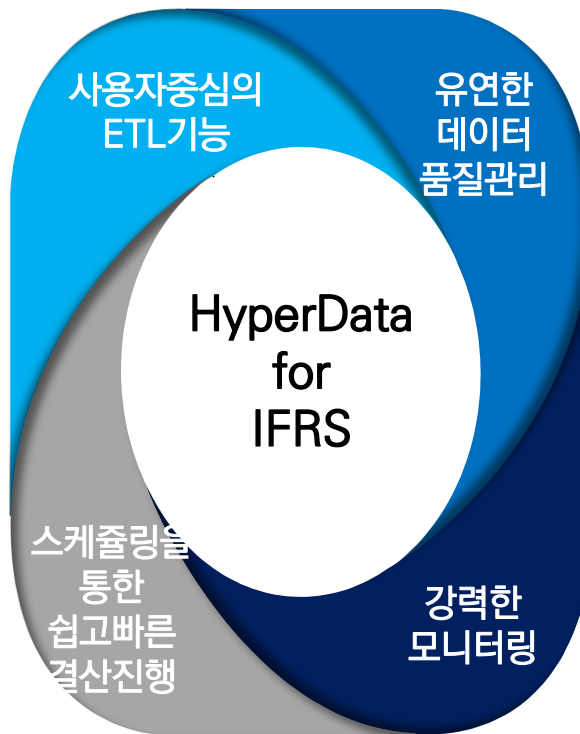 사용자중심의
ETL기능
유연한
데이터
품질관리
HyperData
for
IFRS
스케쥴링을
통한
쉽고빠른
결산진행
강력한
모니터링